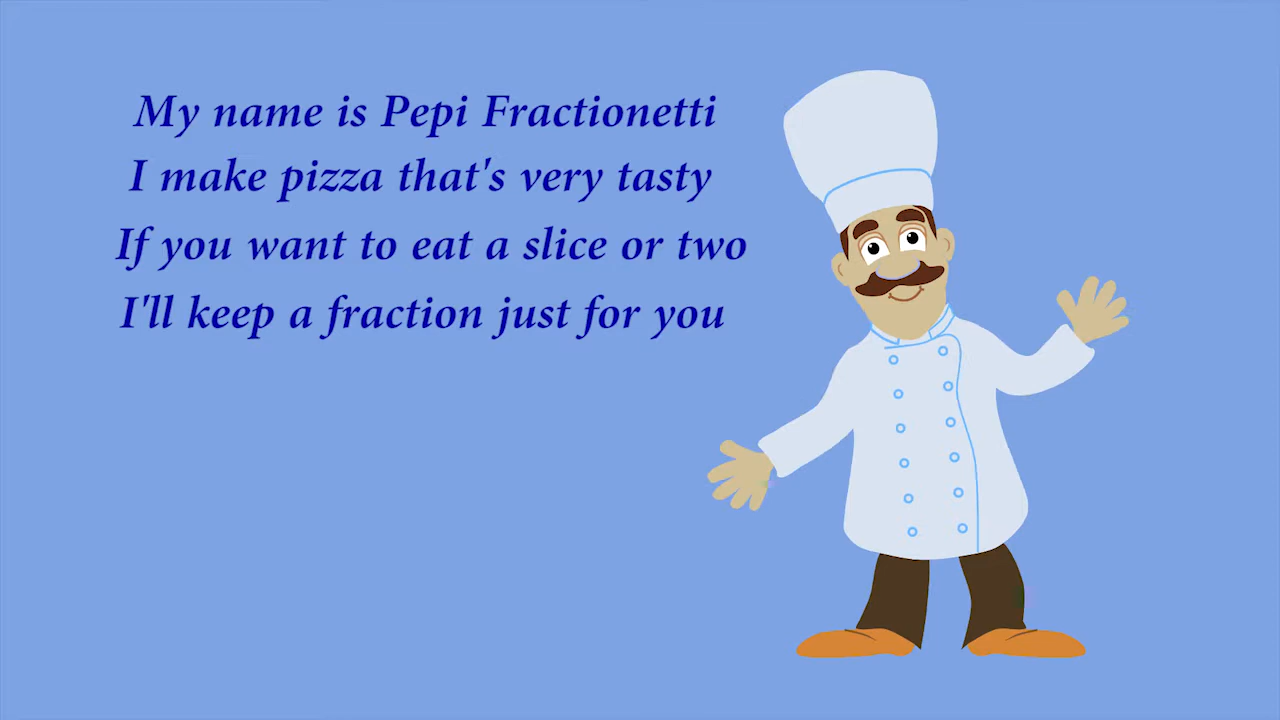 My name is Pepi Fractionetti
I make pizza that's very tasty
If you want to eat a slice or two
I'll keep a fraction just for you